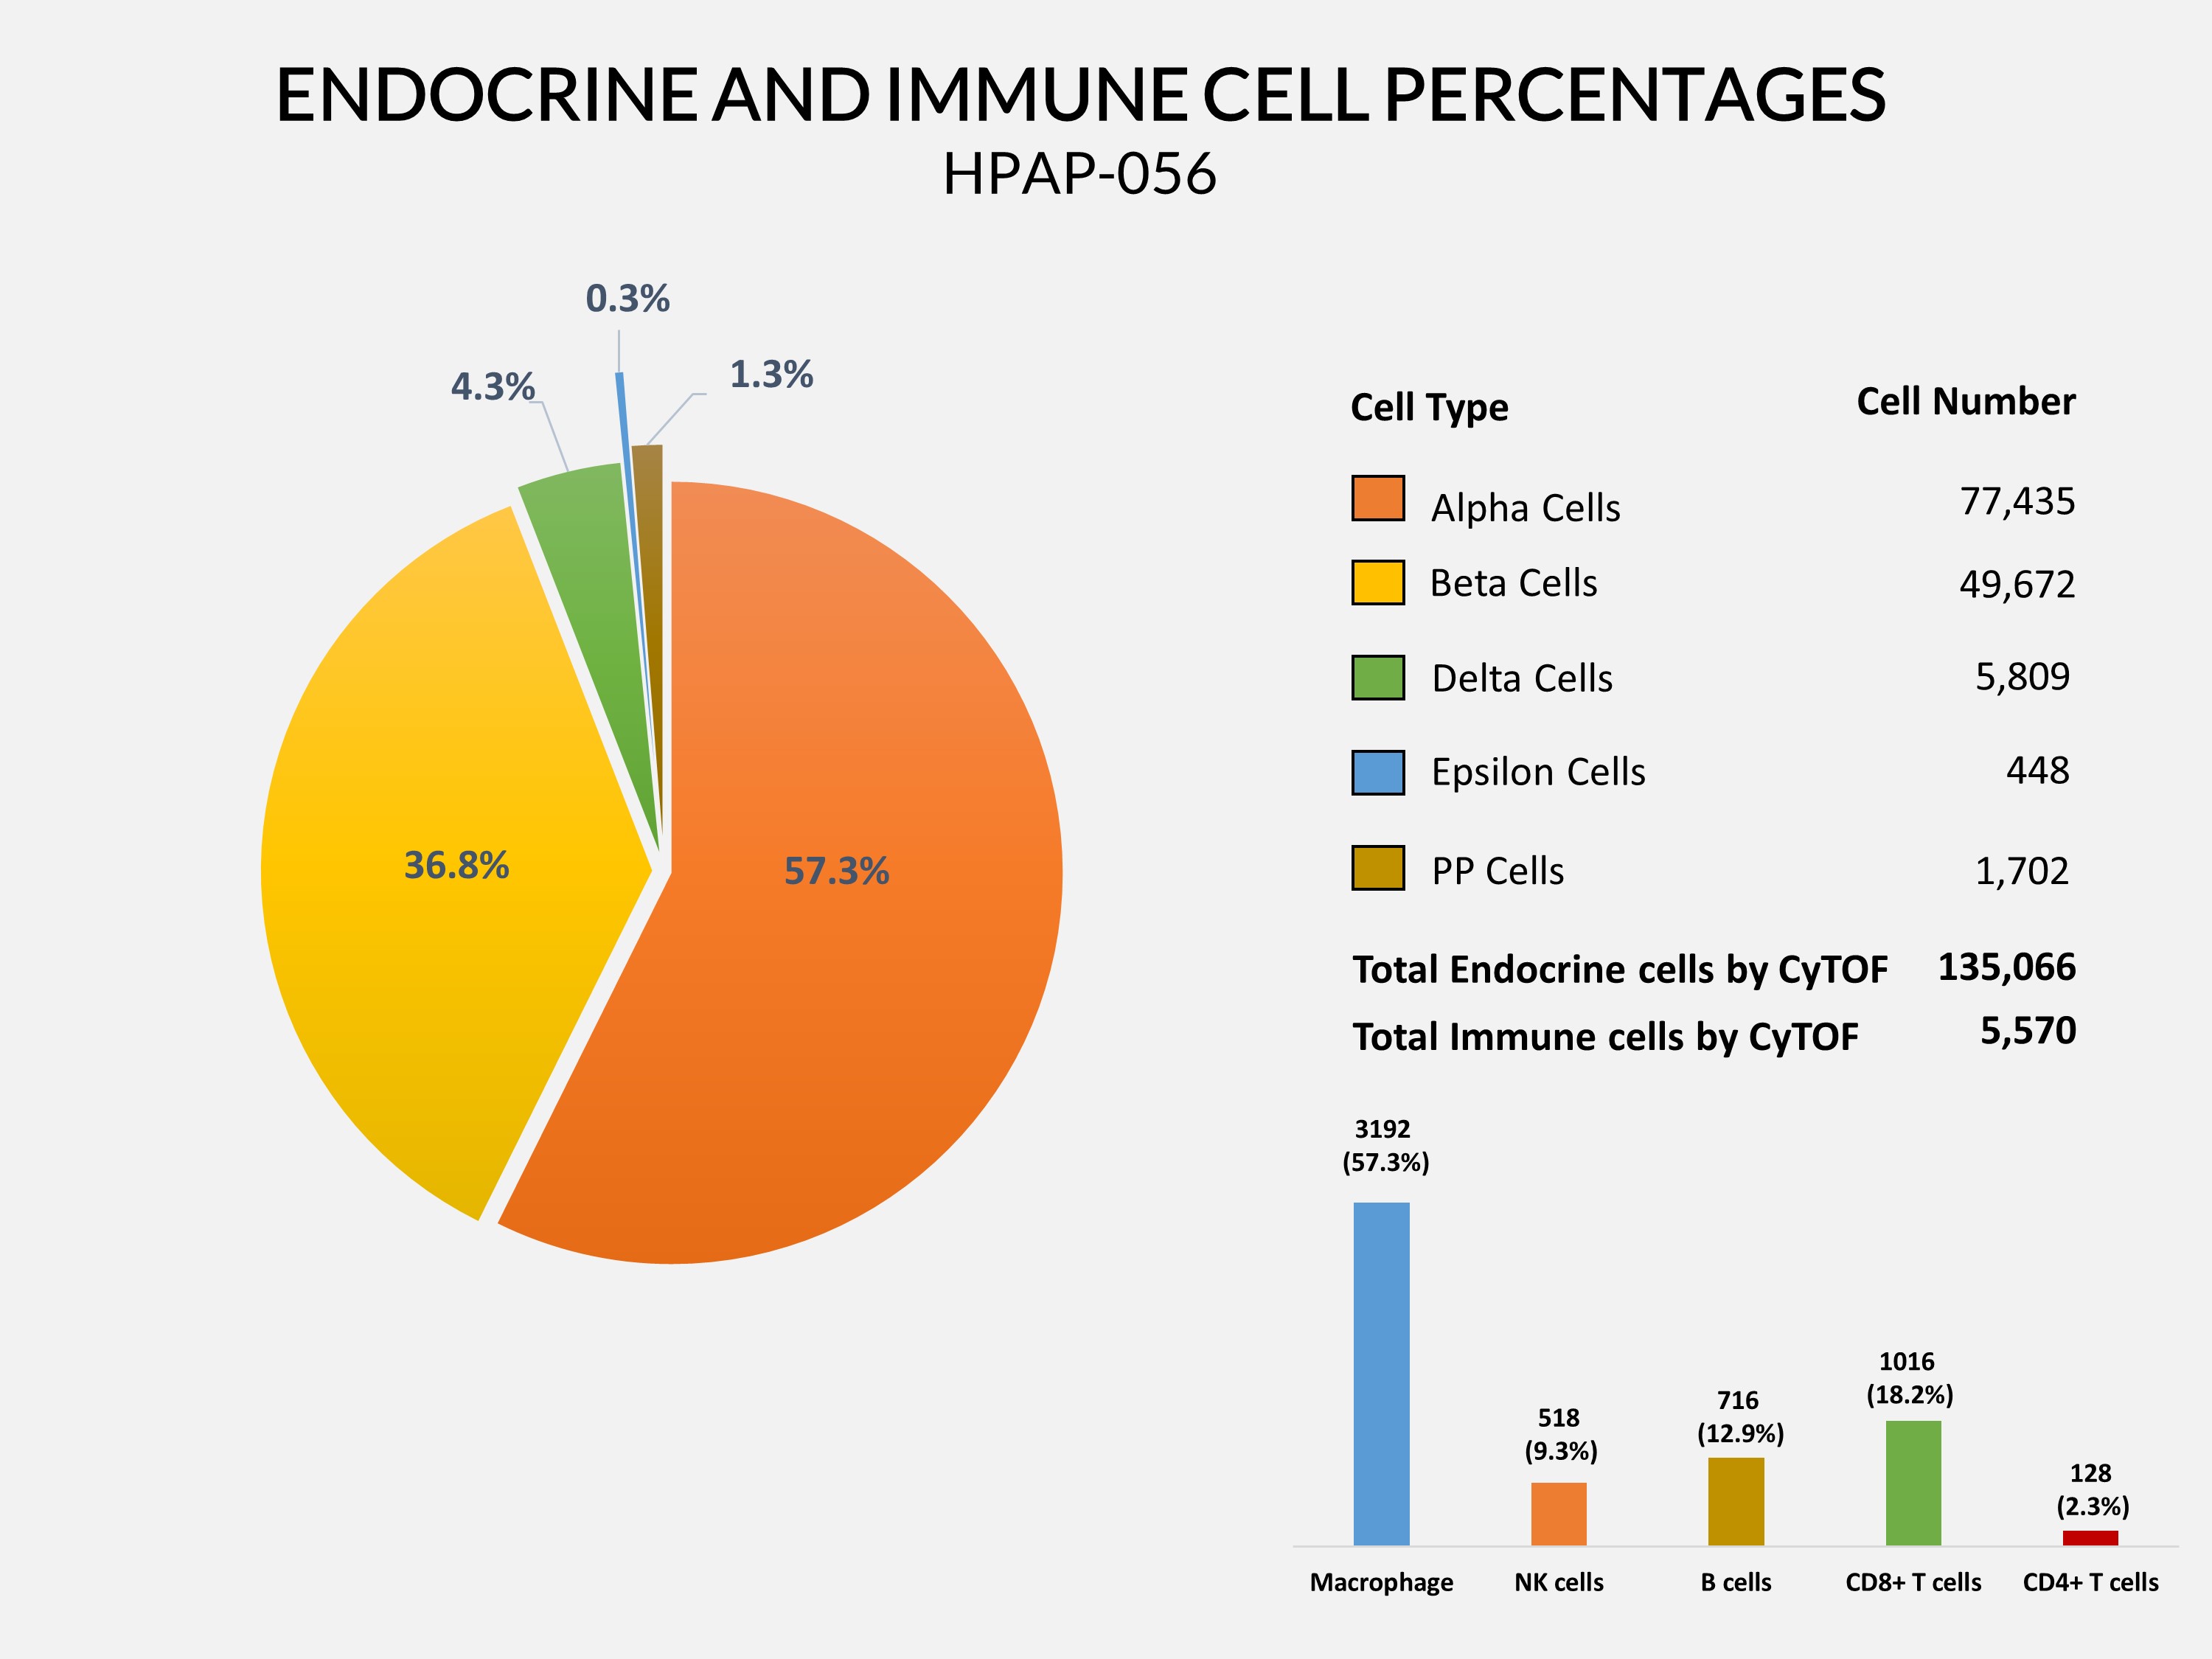 ENDOCRINE AND IMMUNE CELL PERCENTAGES
HPAP-056
0.3%
4.3%
1.3%
36.8%
57.3%
Cell Type Cell Number
Alpha Cells 77,435
Beta Cells 49,672
Delta Cells 5,809
Epsilon Cells 448
PP Cells 1,702
Total Endocrine cells by CyTOF 135,066
Total Immune cells by CyTOF 5,570
3192
(57.3%)
518
(9.3%)
716
(12.9%)
1016
(18.2%)
128
(2.3%)
Macrophage NK cells B cells CD8+ T cells CD4+ T cells